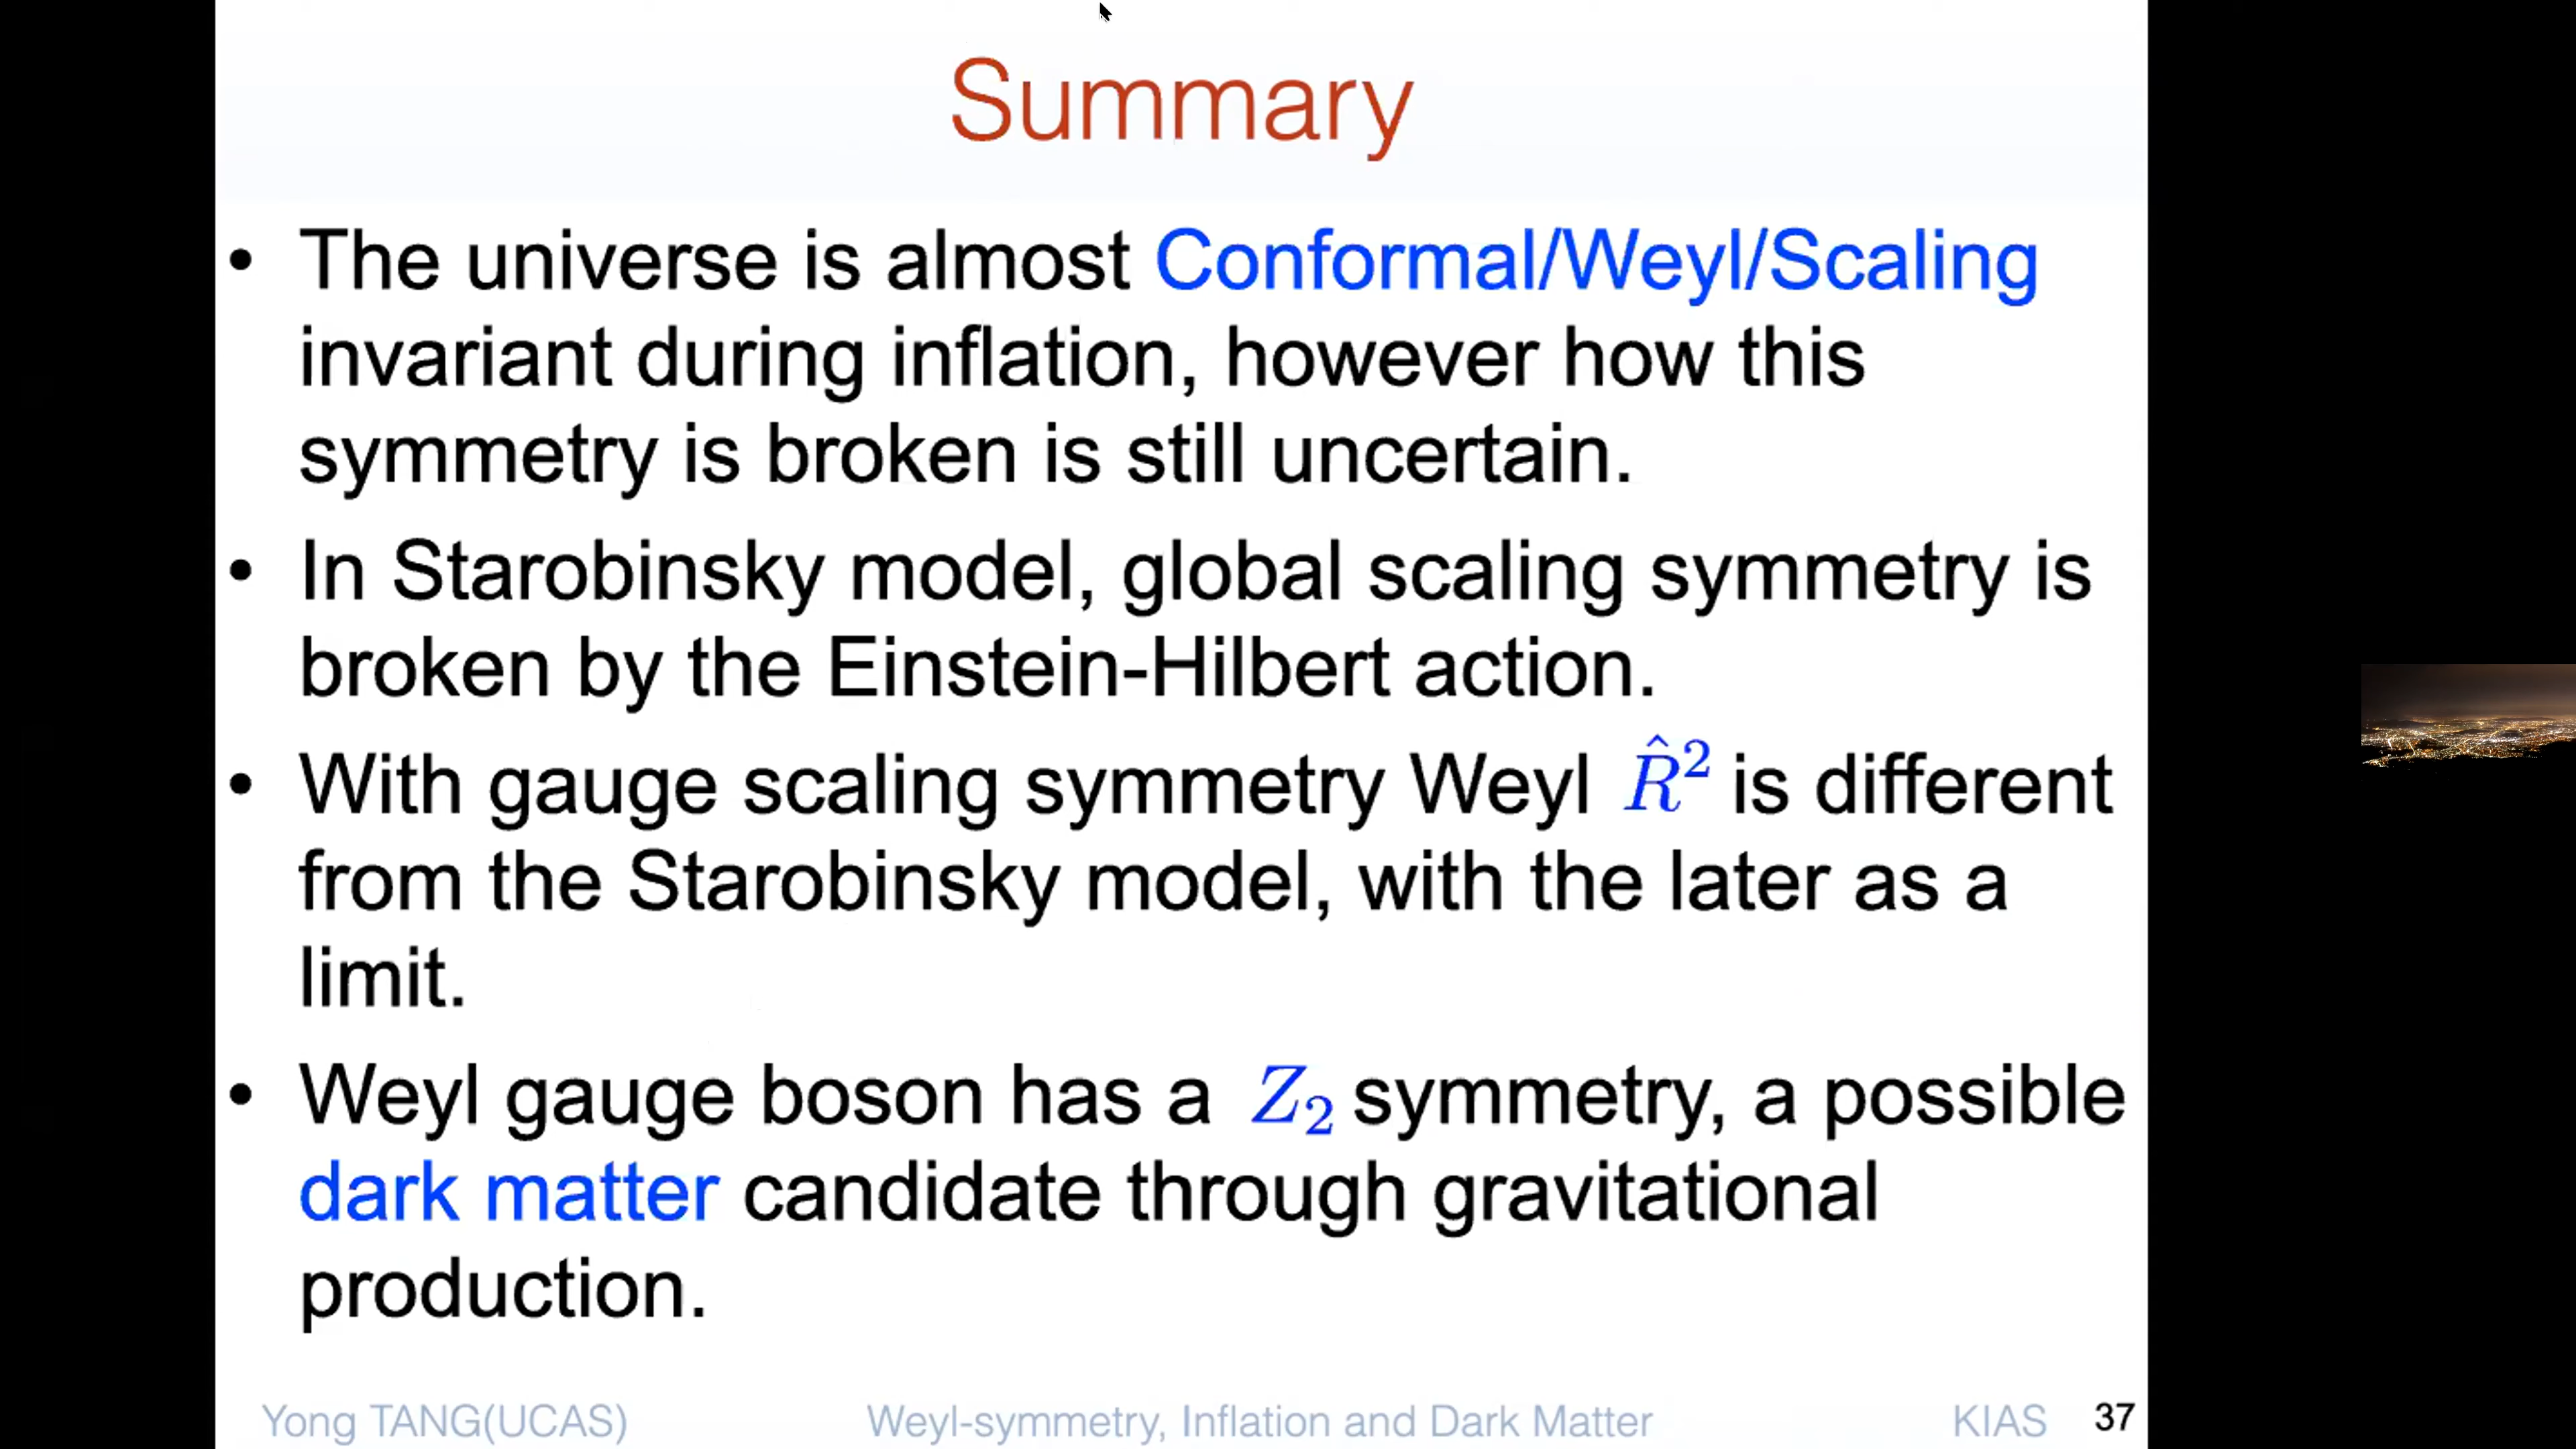 Summary
• The universe is almost Conformal/Weyl/Scaling
invariant during inflation, however how this
symmetry is broken is still uncertain.
• In Starobinsky model, global scaling symmetry is
broken by the Einstein-Hilbert action.
• With gauge scaling symmetry Weyl R̂² is different
from the Starobinsky model, with the later as a
limit.
• Weyl gauge boson has a Z₂ symmetry, a possible
dark matter candidate through gravitational
production.
Yong TANG(UCAS) Weyl-symmetry, Inflation and Dark Matter KIAS 37